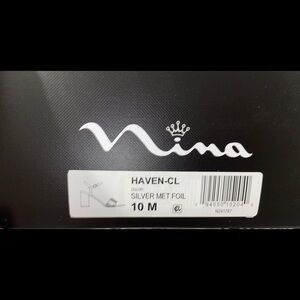 nina
HAVEN-CL
SILVER MET FOIL
10 M